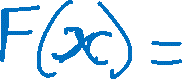 F(x) =